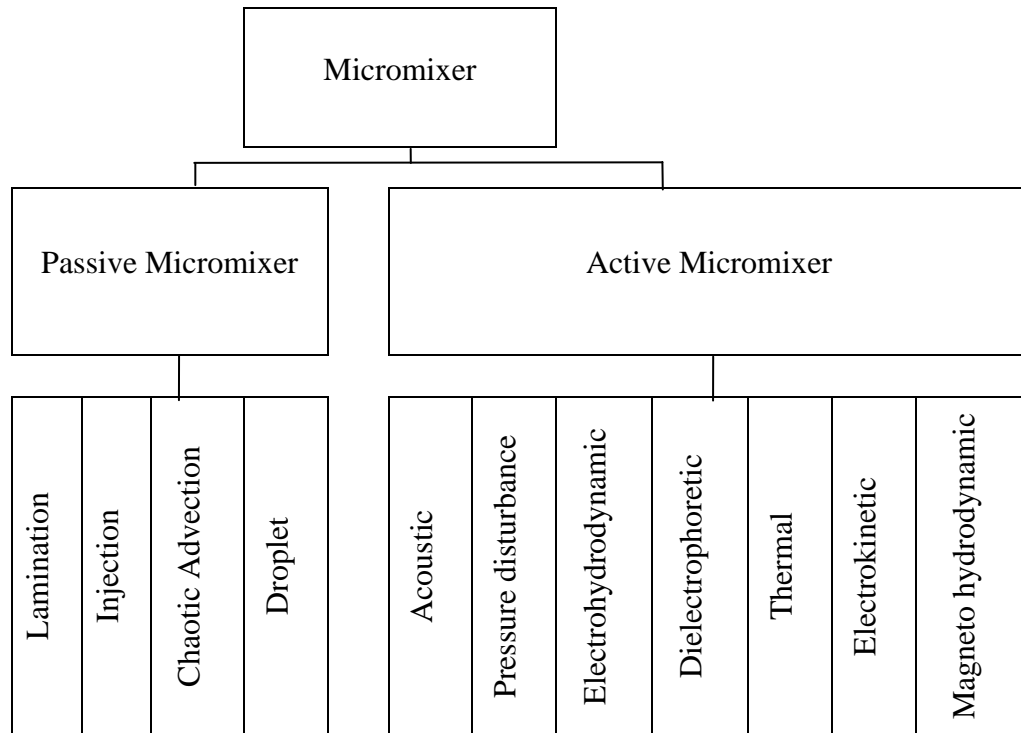 Micromixer
Passive Micromixer
Active Micromixer
Lamination
Injection
Chaotic Advection
Droplet
Acoustic
Pressure disturbance
Electrohydrodynamic
Dielectrophoretic
Thermal
Electrokinetic
Magneto hydrodynamic